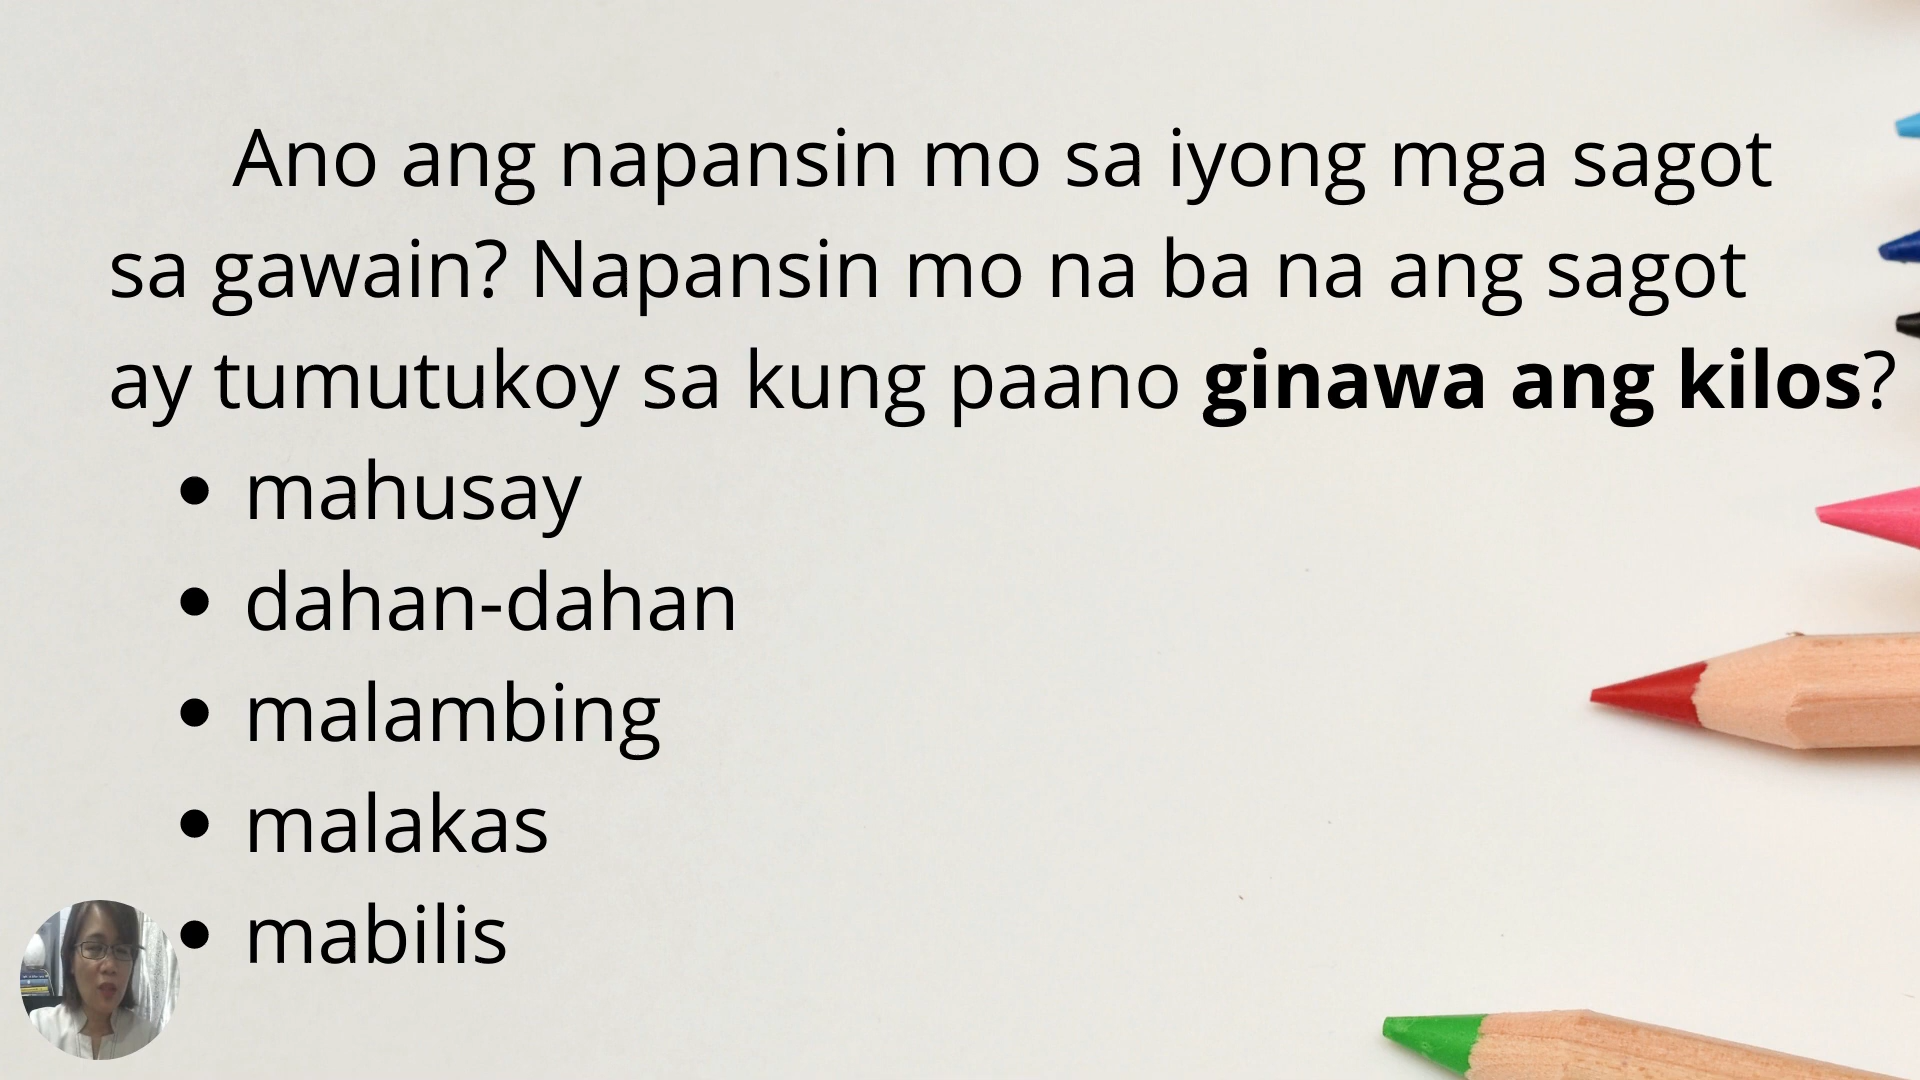 Ano ang napansin mo sa iyong mga sagot
sa gawain? Napansin mo na ba na ang sagot
ay tumutukoy sa kung paano ginawa ang kilos?
• mahusay
• dahan-dahan
• malambing
• malakas
• mabilis